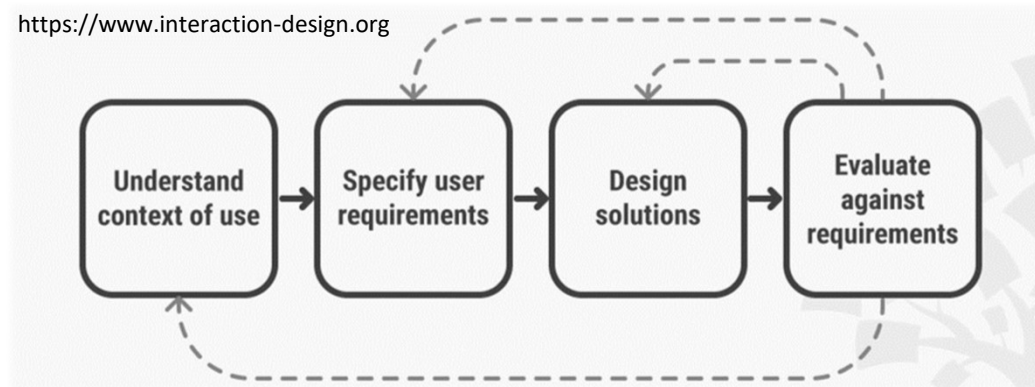 https://www.interaction-design.org
Understand
context of use
Specify user
requirements
Design
solutions
Evaluate
against
requirements